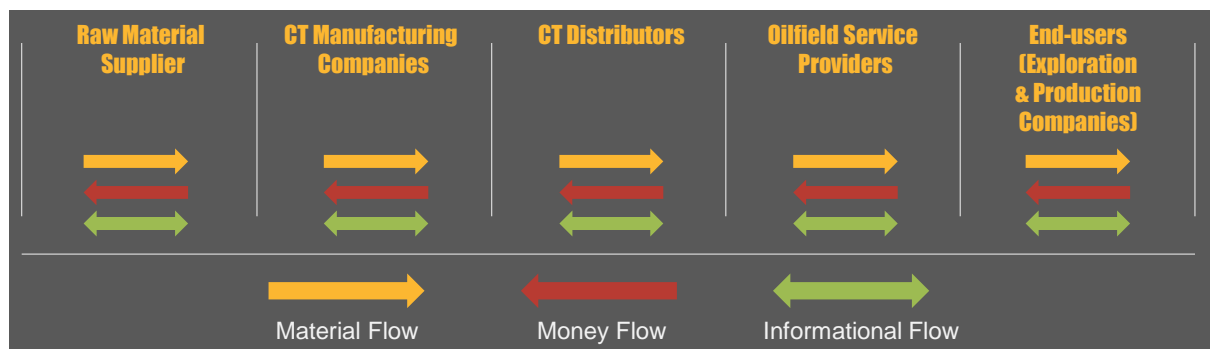 Raw Material
Supplier
CT Manufacturing
Companies
CT Distributors
Oilfield Service
Providers
End-users
(Exploration
& Production
Companies)
Material Flow
Money Flow
Informational Flow